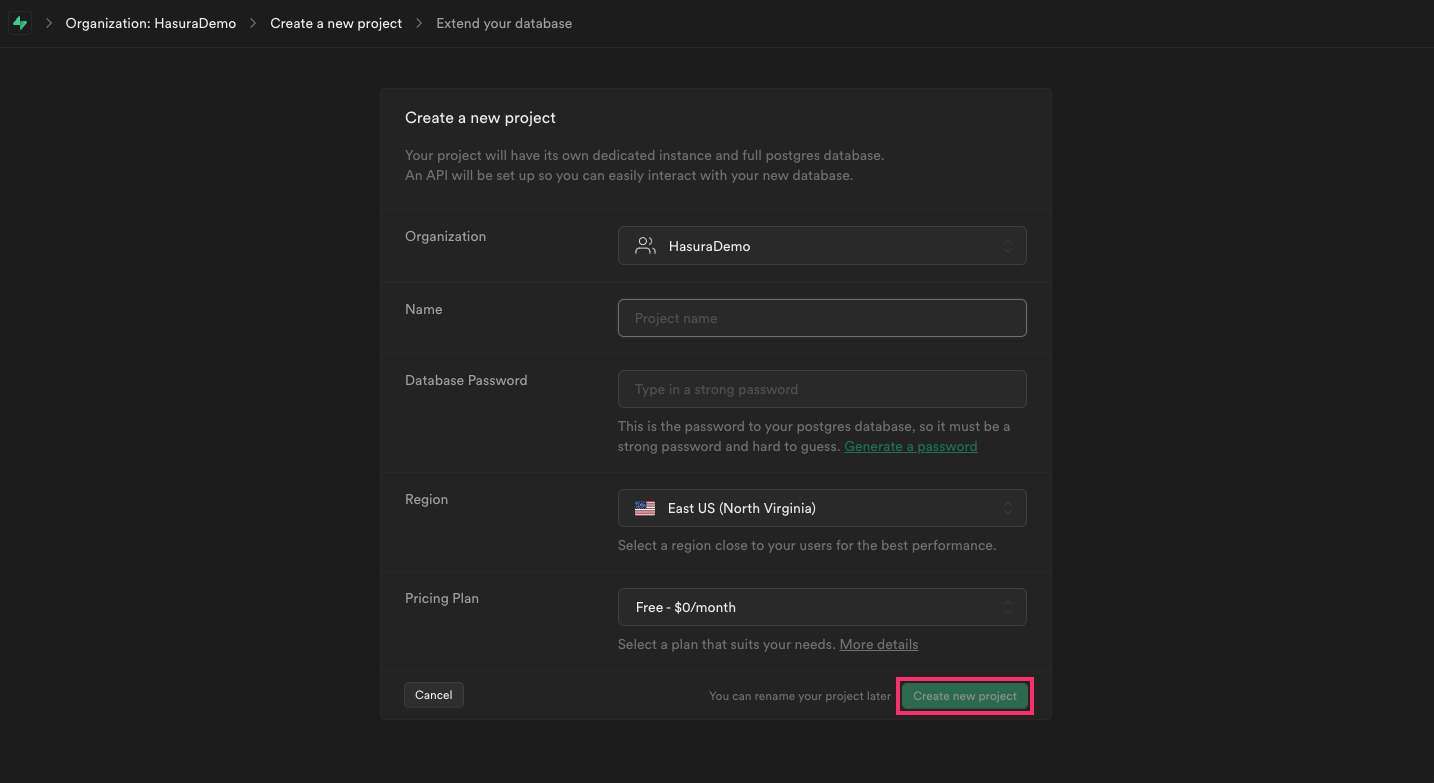 Organization: HasuraDemo > Create a new project > Extend your database
Create a new project
Your project will have its own dedicated instance and full postgres database.
An API will be set up so you can easily interact with your new database.
Organization
HasuraDemo
Name
Project name
Database Password
Type in a strong password
This is the password to your postgres database, so it must be a
strong password and hard to guess. Generate a password
Region
East US (North Virginia)
Select a region close to your users for the best performance.
Pricing Plan
Free - $0/month
Select a plan that suits your needs. More details
Cancel
You can rename your project later
Create new project